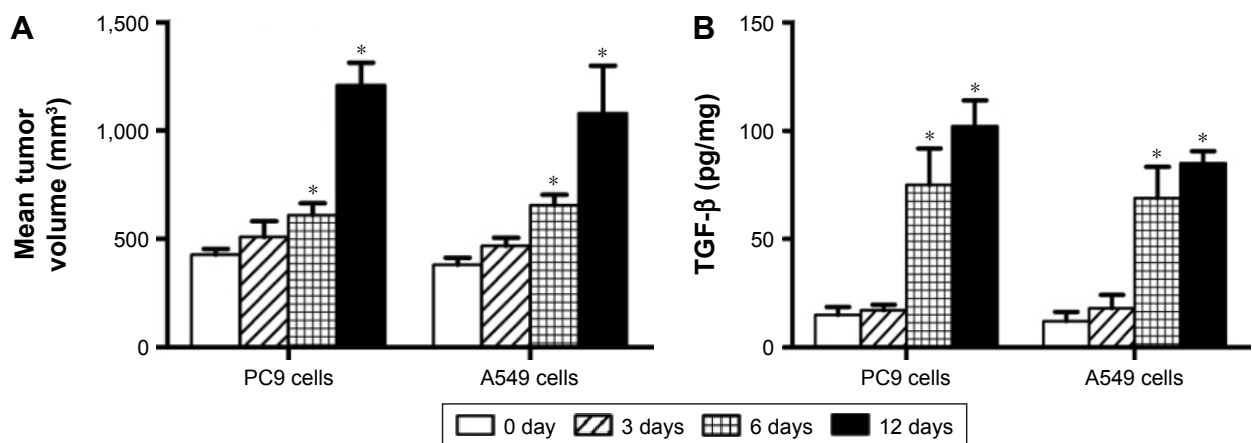 A
Mean tumor
volume (mm³)
1,500
1,000
500
0
*
*
*
*
PC9 cells
A549 cells
B
TGF-β (pg/mg)
150
100
50
0
*
*
*
*
PC9 cells
A549 cells
0 day 3 days 6 days 12 days